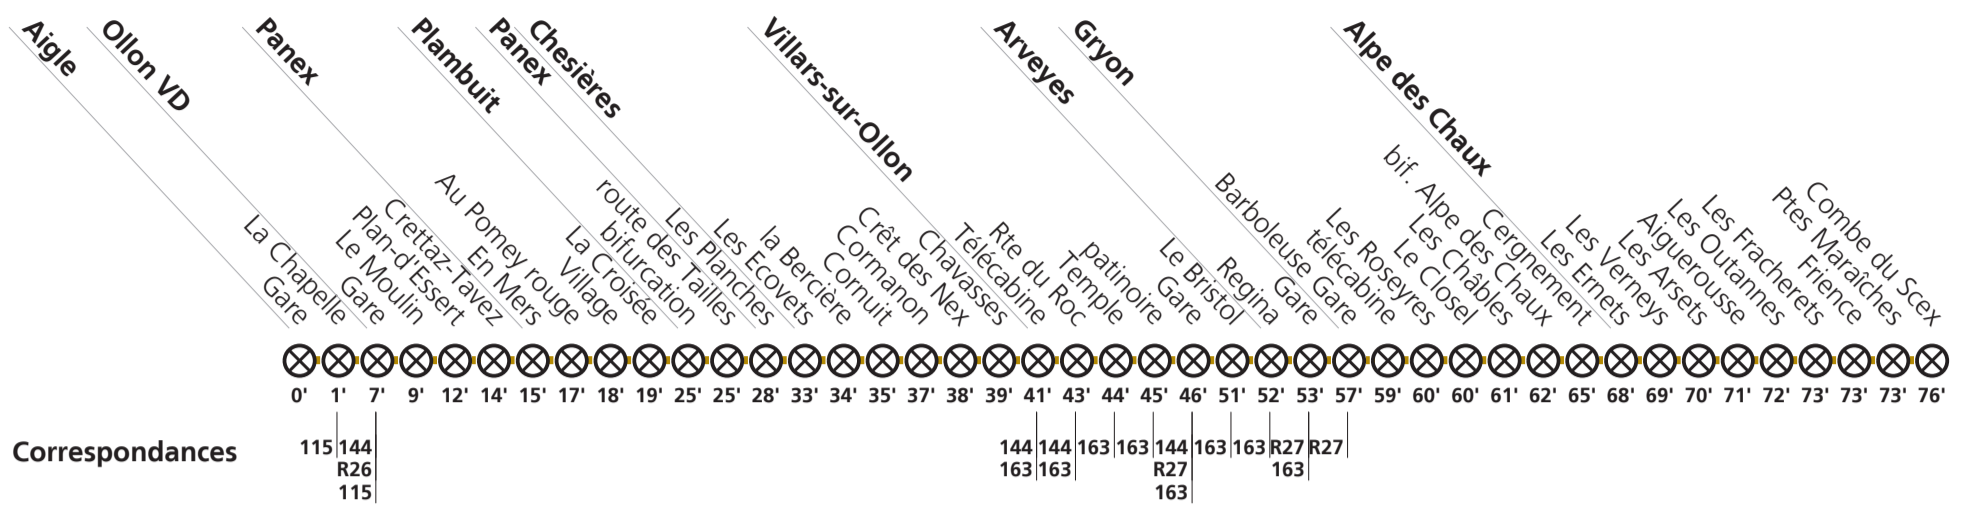 Aigle
Ollon VD
Panex
Plambuit
Panex
Chesières
Villars-sur-Ollon
Arveyes
Gryon
Alpe des Chaux
Gare
La Chapelle
Gare
Le Moulin
Plan-d'Essert
Crettaz-Tavez
En Mers
Au Pomey rouge
Village
La Croisée
bifurcation
route des Tailles
Les Planches
Les Ecovets
la Bercière
Cornuit
Cormanon
Crêt des Nex
Chavasses
Télécabine
Rte du Roc
Temple
patinoire
Gare
Le Bristol
Regina
Gare
Barboleuse Gare
télécabine
Les Roseyres
Le Closel
Les Châbles
bif. Alpe des Chaux
Cergnement
Les Ernets
Les Verneys
Les Arsets
Aiguerousse
Les Outannes
Les Fracherets
Frience
Ptes Maraîches
Combe du Scex
0' 1' 7' 9' 12' 14' 15' 17' 18' 19' 25' 25' 28' 33' 34' 35' 37' 38' 39' 41' 43' 44' 45' 46' 51' 52' 53' 57' 59' 60' 60' 61' 62' 65' 68' 69' 70' 71' 72' 73' 73' 73' 76'
Correspondances 115 144 144 144 163 163 144 163 163 R27 R27
R26 163 163 R27 163
115 163